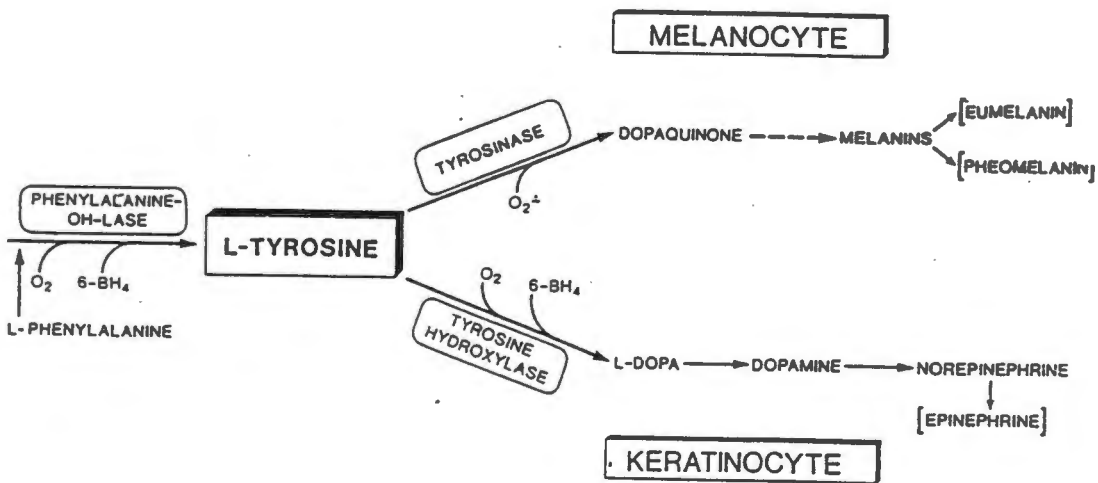 MELANOCYTE
TYROSINASE
O2∸
DOPAQUINONE
MELANINS
[EUMELANIN]
[PHEOMELANIN]
PHENYLALANINE-
OH-LASE
O2
6-BH4
L-PHENYLALANINE
L-TYROSINE
O2
6-BH4
TYROSINE
HYDROXYLASE
L-DOPA
DOPAMINE
NOREPINEPHRINE
[EPINEPHRINE]
KERATINOCYTE